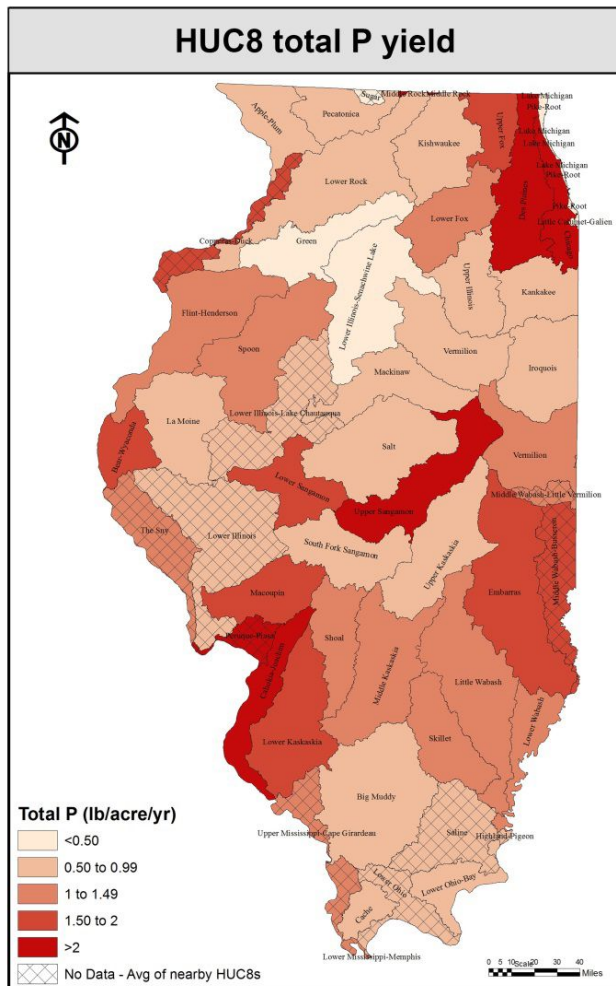 HUC8 total P yield
N
Sugar
Middle Rock
Middle Rock
Lake Michigan
Pike-Root
Apple-Plum
Pecatonica
Upper Fox
Lake Michigan
Lake Michigan
Kishwaukee
Lake Michigan
Pike-Root
Lower Rock
Des Plaines
Pike-Root
Lower Fox
Little Calumet-Galien
Chicago
Copperas-Duck
Green
Lower Illinois-Senachwine Lake
Upper Illinois
Kankakee
Flint-Henderson
Spoon
Vermilion
Iroquois
Mackinaw
La Moine
Lower Illinois-Lake Chautauqua
Bear-Wyaconda
Salt
Vermilion
Lower Sangamon
Middle Wabash-Little Vermilion
Upper Sangamon
The Sny
Lower Illinois
South Fork Sangamon
Upper Kaskaskia
Middle Wabash-Busseron
Macoupin
Embarras
Peruque-Piasa
Shoal
Cahokia-Joachim
Middle Kaskaskia
Little Wabash
Lower Wabash
Lower Kaskaskia
Skillet
Big Muddy
Upper Mississippi-Cape Girardeau
Saline
Highland-Pigeon
Lower Ohio
Lower Ohio-Bay
Cache
Lower Mississippi-Memphis
Total P (lb/acre/yr)
<0.50
0.50 to 0.99
1 to 1.49
1.50 to 2
>2
No Data - Avg of nearby HUC8s
Scale
0 5 10 20 30 40
Miles